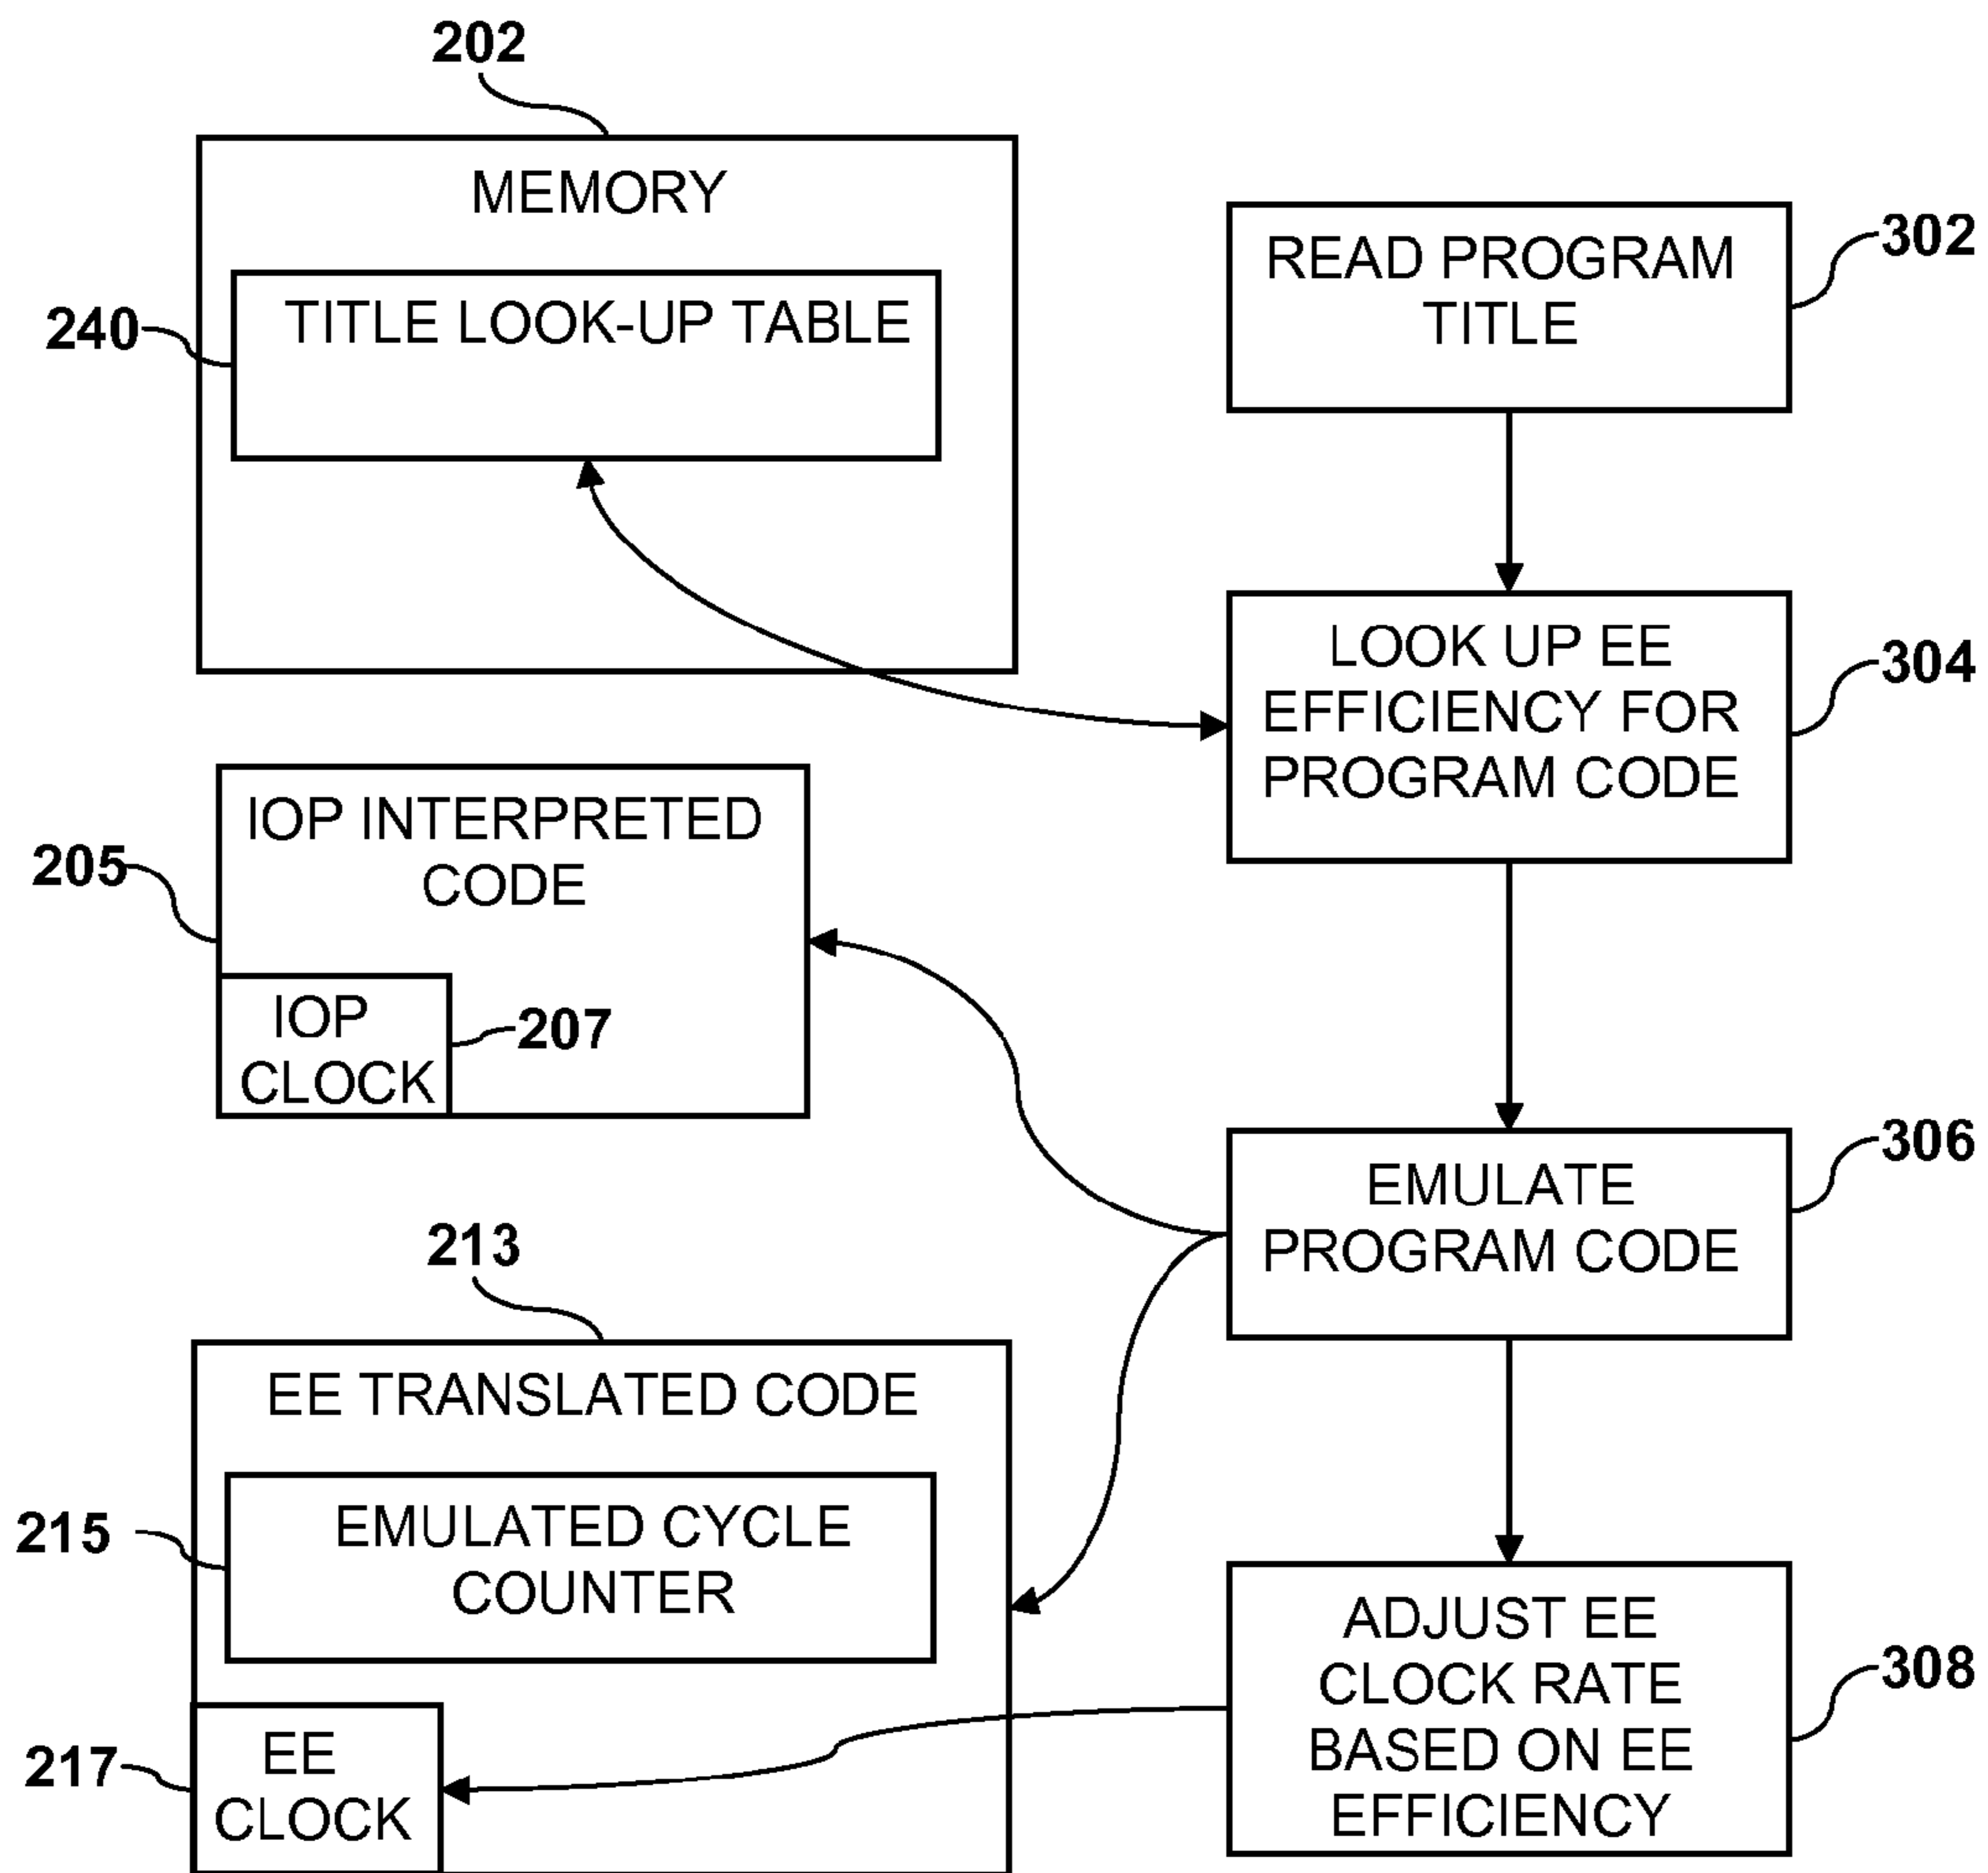 202
MEMORY
240
TITLE LOOK-UP TABLE
READ PROGRAM
TITLE
302
LOOK UP EE
EFFICIENCY FOR
PROGRAM CODE
304
205
IOP INTERPRETED
CODE
IOP
CLOCK
207
EMULATE
PROGRAM CODE
306
213
EE TRANSLATED CODE
215
EMULATED CYCLE
COUNTER
217
EE
CLOCK
ADJUST EE
CLOCK RATE
BASED ON EE
EFFICIENCY
308